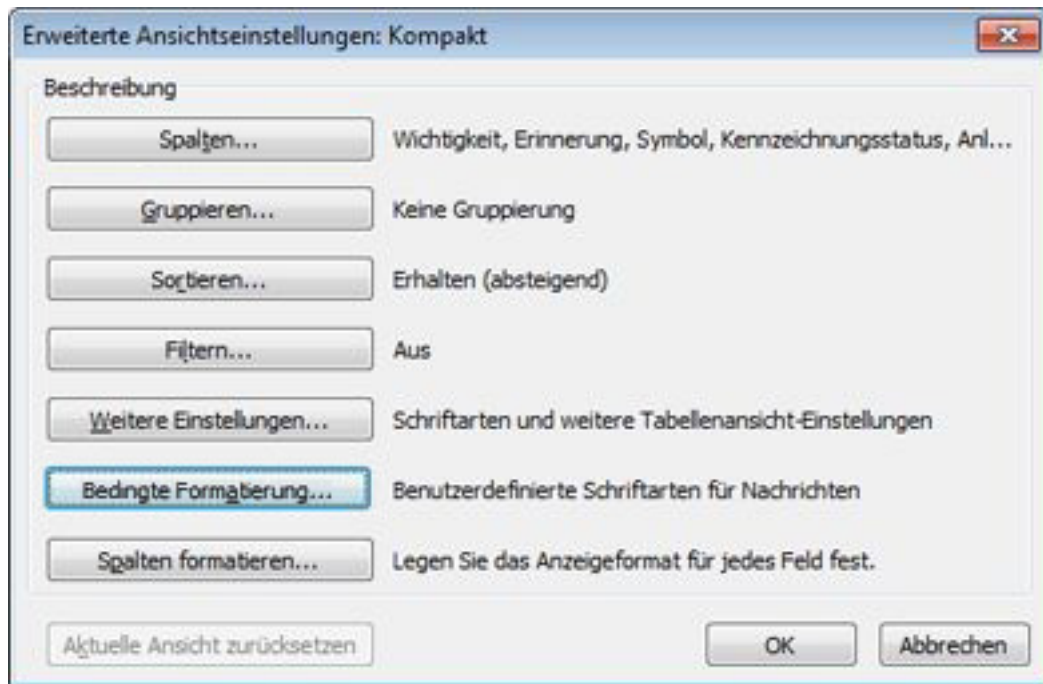 Erweiterte Ansichtseinstellungen: Kompakt
Beschreibung
Spalten... Wichtigkeit, Erinnerung, Symbol, Kennzeichnungsstatus, Anl...
Gruppieren... Keine Gruppierung
Sortieren... Erhalten (absteigend)
Filtern... Aus
Weitere Einstellungen... Schriftarten und weitere Tabellenansicht-Einstellungen
Bedingte Formatierung... Benutzerdefinierte Schriftarten für Nachrichten
Spalten formatieren... Legen Sie das Anzeigeformat für jedes Feld fest.
Aktuelle Ansicht zurücksetzen OK Abbrechen